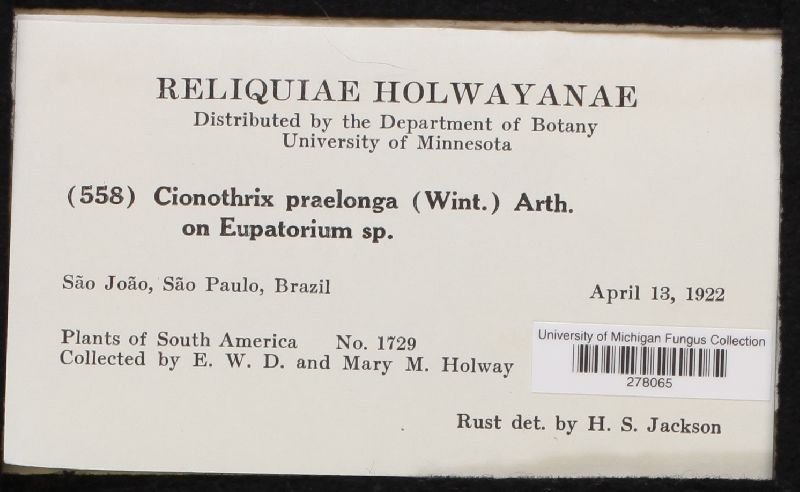 RELIQUIAE HOLWAYANAE
Distributed by the Department of Botany
University of Minnesota
(558) Cionothrix praelonga (Wint.) Arth.
on Eupatorium sp.
São João, São Paulo, Brazil
April 13, 1922
Plants of South America No. 1729
Collected by E. W. D. and Mary M. Holway
University of Michigan Fungus Collection
278065
Rust det. by H. S. Jackson